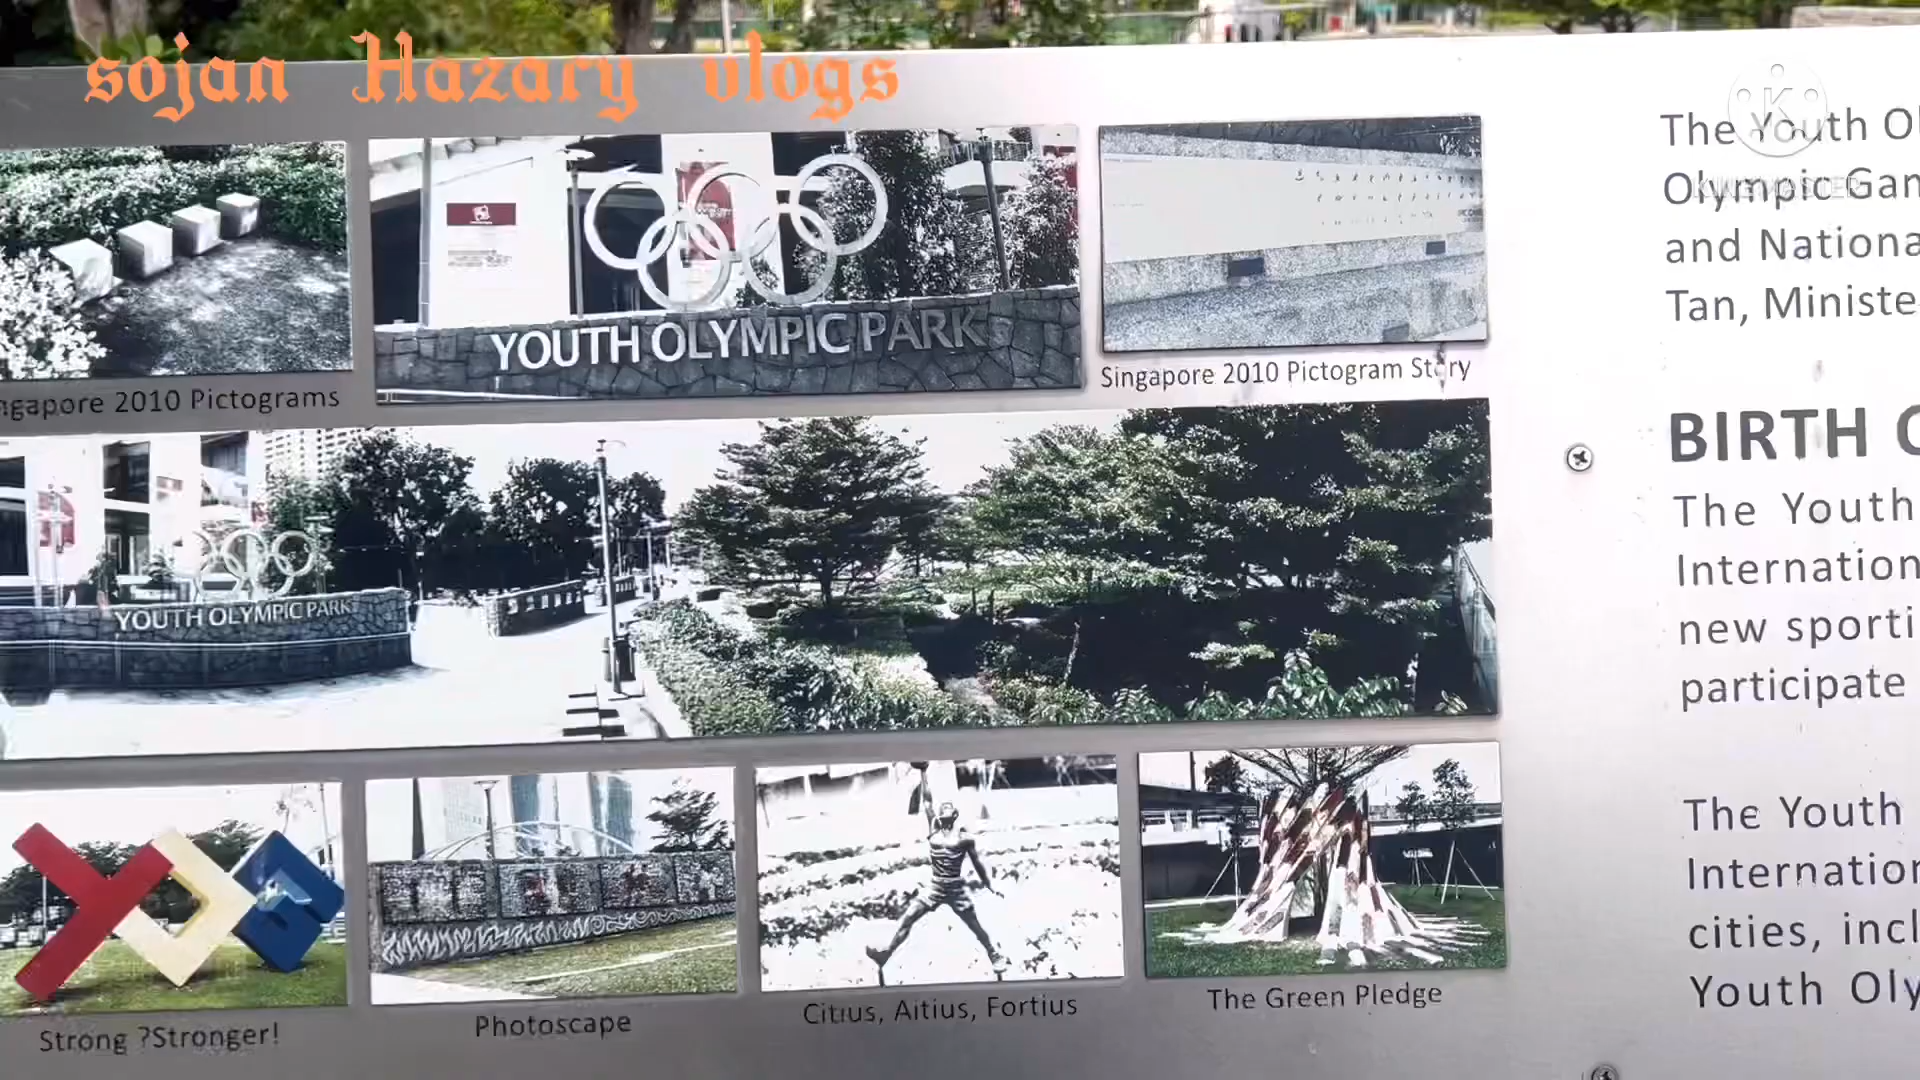 sojan Hazary vlogs
KINEMASTER
YOUTH OLYMPIC PARK
ngapore 2010 Pictograms
Singapore 2010 Pictogram Story
YOUTH OLYMPIC PARK
Strong ?Stronger!
Photoscape
Citius, Altius, Fortius
The Green Pledge
The Youth Ol
Olympic Gam
and Nationa
Tan, Ministe
BIRTH O
The Youth
Internation
new sporti
participate
The Youth
Internation
cities, incl
Youth Oly